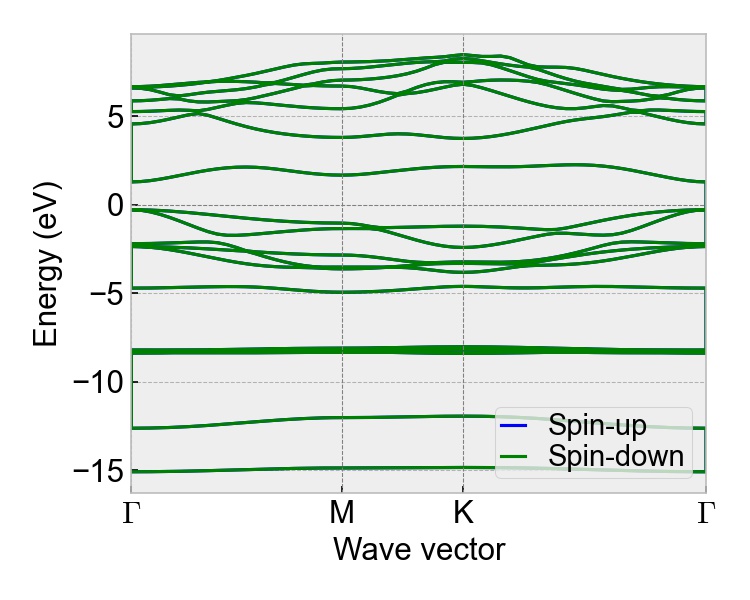 Energy (eV)
5
0
−5
−10
−15
Spin-up
Spin-down
Γ M K Γ
Wave vector